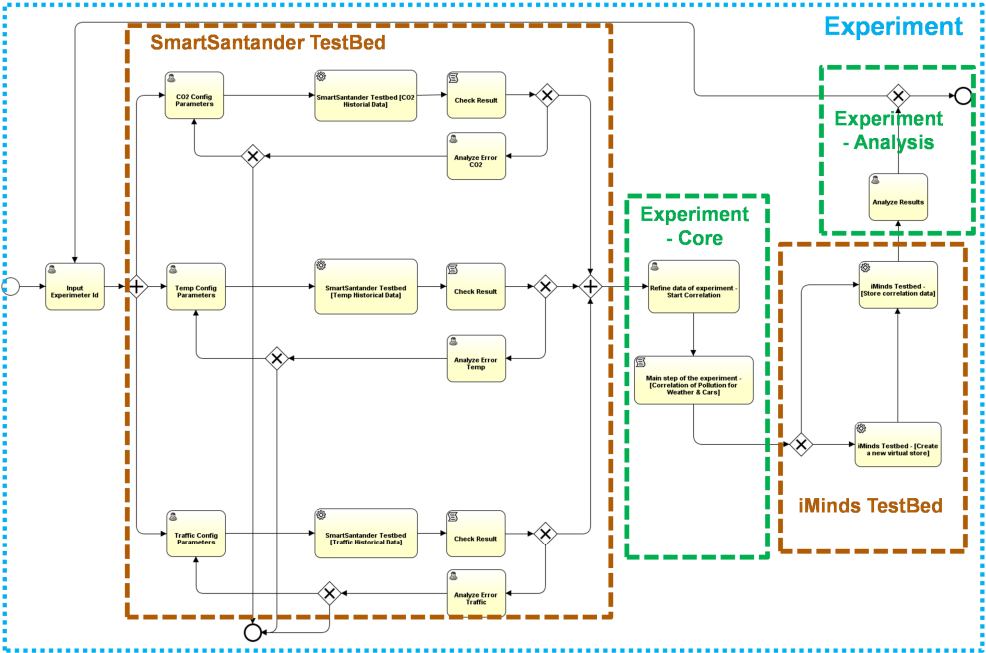 Experiment
SmartSantander TestBed
CO2 Config
Parameters
SmartSantander Testbed [CO2
Historial Data]
Check Result
Analyze Error
CO2
Input
Experimeter Id
Temp Config
Parameters
SmartSantander Testbed
[Temp Historical Data]
Check Result
Analyze Error
Temp
Traffic Config
Parameters
SmartSantander Testbed
[Traffic Historical Data]
Check Result
Analyze Error
Traffic
Experiment
- Core
Refine data of experiment -
Start Correlation
Main step of the experiment -
[Correlation of Pollution for
Weather & Cars]
Experiment
- Analysis
Analyze Results
iMinds Testbed -
[Store correlation data]
iMinds Testbed - [Create
a new virtual store]
iMinds TestBed